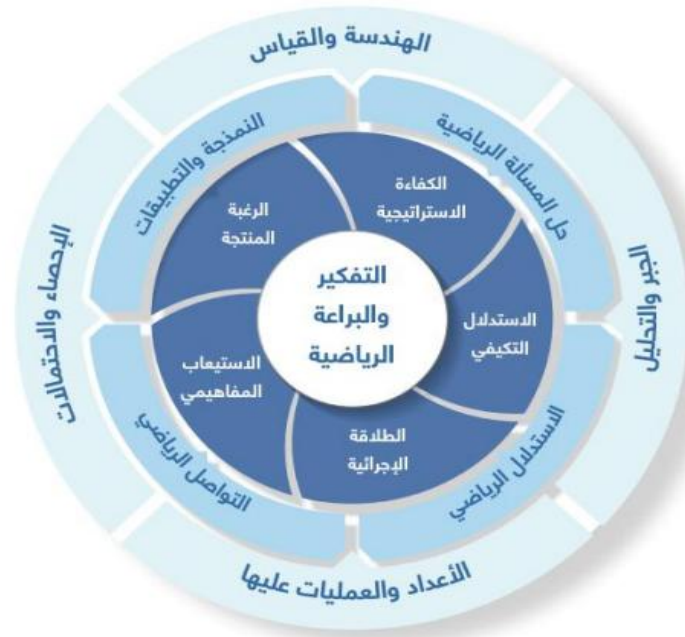 الهندسة والقياس
النمذجة والتطبيقات
حل المسألة الرياضية
الكفاءة
الاستراتيجية
الرغبة
المنتجة
التفكير
والبراعة
الرياضية
الاستدلال
التكيفي
الاستيعاب
المفاهيمي
الطلاقة
الإجرائية
الجبر والتحليل
الإحصاء والاحتمالات
الاستدلال الرياضي
التواصل الرياضي
الأعداد والعمليات عليها